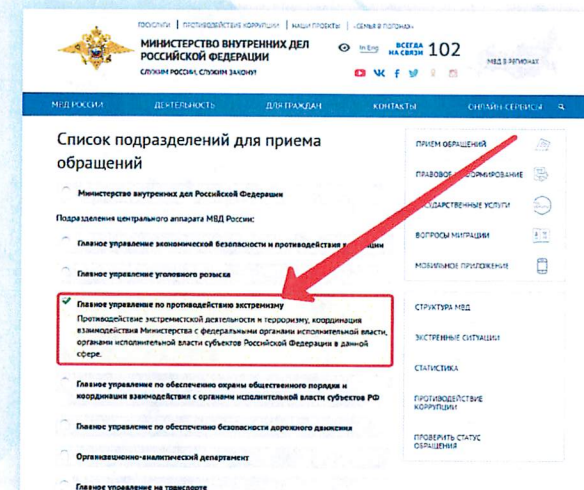 ГОСУСЛУГИ | ПРОТИВОДЕЙСТВИЕ КОРРУПЦИИ | НАШИ ПРОЕКТЫ | «СЕМЬЯ В ПОГОНАХ»
МИНИСТЕРСТВО ВНУТРЕННИХ ДЕЛ
РОССИЙСКОЙ ФЕДЕРАЦИИ
СЛУЖИМ РОССИИ, СЛУЖИМ ЗАКОНУ!
In Eng
ВСЕГДА
НА СВЯЗИ 102
МВД В РЕГИОНАХ
МВД РОССИИ ДЕЯТЕЛЬНОСТЬ ДЛЯ ГРАЖДАН КОНТАКТЫ ОНЛАЙН-СЕРВИСЫ
Список подразделений для приема
обращений
Министерство внутренних дел Российской Федерации
Подразделения центрального аппарата МВД России:
Главное управление экономической безопасности и противодействия
Главное управление уголовного розыска
Главное управление по противодействию экстремизму
Противодействие экстремистской деятельности и терроризму, координация
взаимодействия Министерства с федеральными органами исполнительной власти,
органами исполнительной власти субъектов Российской Федерации в данной
сфере.
Главное управление по обеспечению охраны общественного порядка и
координации взаимодействия с органами исполнительной власти субъектов РФ
Главное управление по обеспечению безопасности дорожного движения
Организационно-аналитический департамент
Главное управление на транспорте
ПРИЕМ ОБРАЩЕНИЙ
ПРАВОВОЕ
УСЛУГИ
ВОПРОСЫ МИГРАЦИИ
МОБИЛЬНОЕ ПРИЛОЖЕНИЕ
СТРУКТУРА МВД
ЭКСТРЕННЫЕ СИТУАЦИИ
СТАТИСТИКА
ПРОТИВОДЕЙСТВИЕ
КОРРУПЦИИ
ПРОВЕРИТЬ СТАТУС
ОБРАЩЕНИЯ